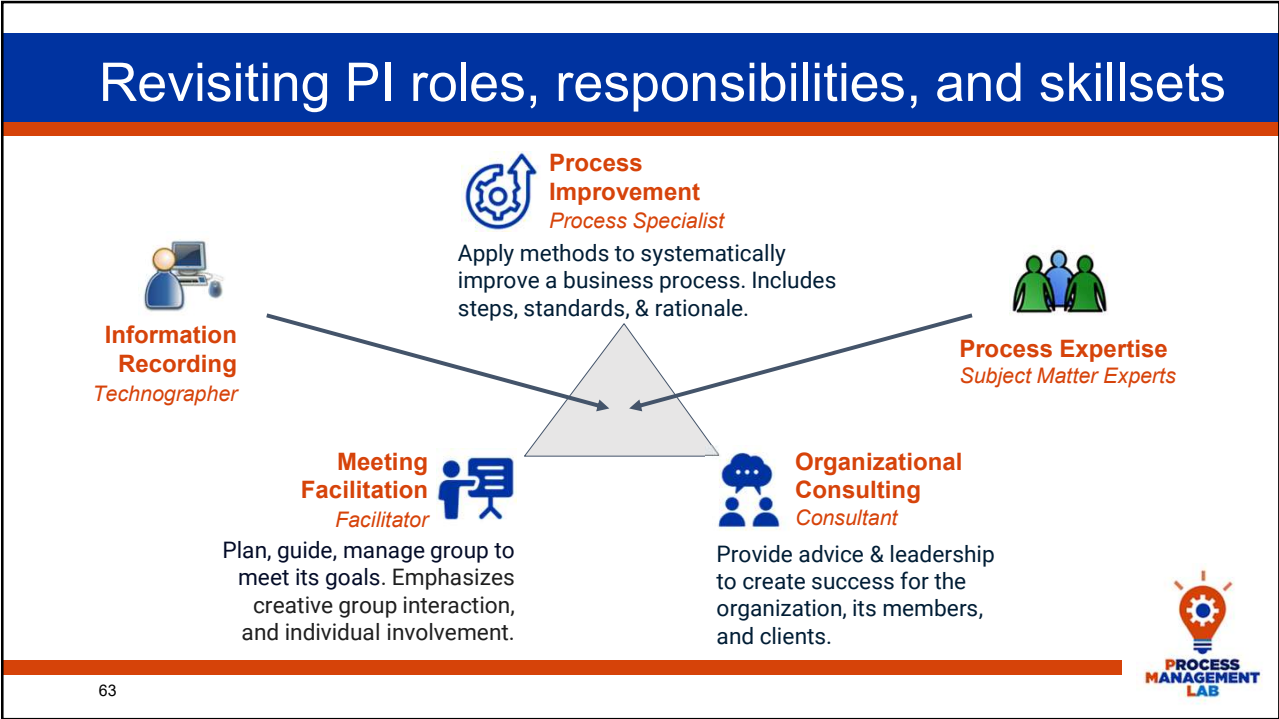 Revisiting PI roles, responsibilities, and skillsets
Process
Improvement
Process Specialist
Apply methods to systematically
improve a business process. Includes
steps, standards, & rationale.
Information
Recording
Technographer
Process Expertise
Subject Matter Experts
Meeting
Facilitation
Facilitator
Plan, guide, manage group to
meet its goals. Emphasizes
creative group interaction,
and individual involvement.
Organizational
Consulting
Consultant
Provide advice & leadership
to create success for the
organization, its members,
and clients.
63
PROCESS
MANAGEMENT
LAB